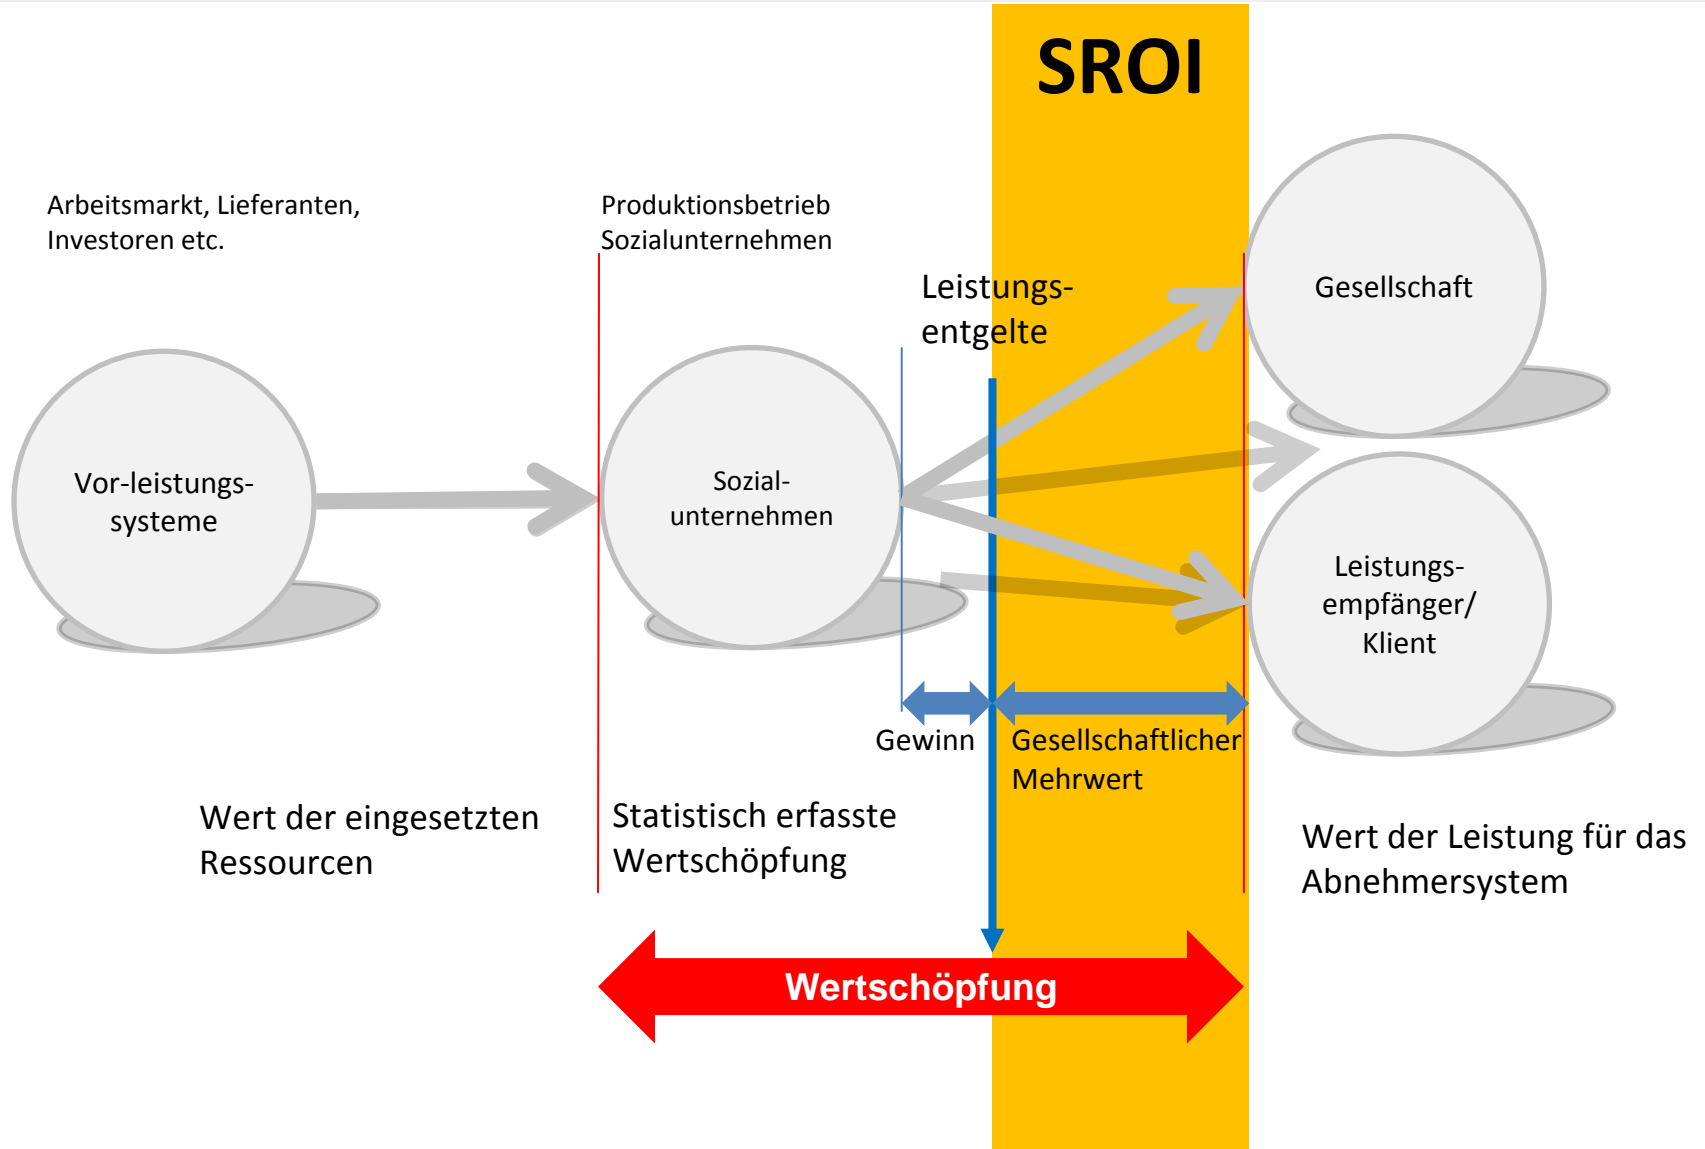 SROI
Arbeitsmarkt, Lieferanten,
Investoren etc.
Produktionsbetrieb
Sozialunternehmen
Leistungs-
entgelte
Gesellschaft
Vor-leistungs-
systeme
Sozial-
unternehmen
Leistungs-
empfänger/
Klient
Gewinn
Gesellschaftlicher
Mehrwert
Wert der eingesetzten
Ressourcen
Statistisch erfasste
Wertschöpfung
Wert der Leistung für das
Abnehmersystem
Wertschöpfung